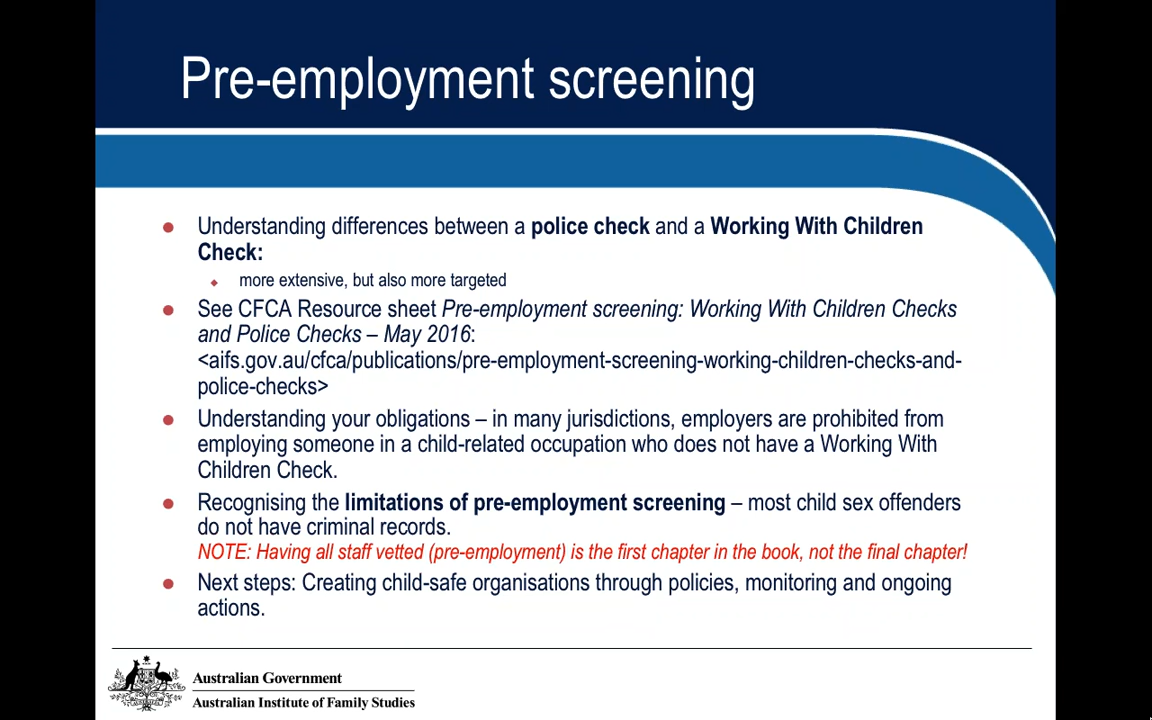 Pre-employment screening
Understanding differences between a police check and a Working With Children
Check:
more extensive, but also more targeted
See CFCA Resource sheet Pre-employment screening: Working With Children Checks
and Police Checks – May 2016:
<aifs.gov.au/cfca/publications/pre-employment-screening-working-children-checks-and-
police-checks>
Understanding your obligations – in many jurisdictions, employers are prohibited from
employing someone in a child-related occupation who does not have a Working With
Children Check.
Recognising the limitations of pre-employment screening – most child sex offenders
do not have criminal records.
NOTE: Having all staff vetted (pre-employment) is the first chapter in the book, not the final chapter!
Next steps: Creating child-safe organisations through policies, monitoring and ongoing
actions.
Australian Government
Australian Institute of Family Studies